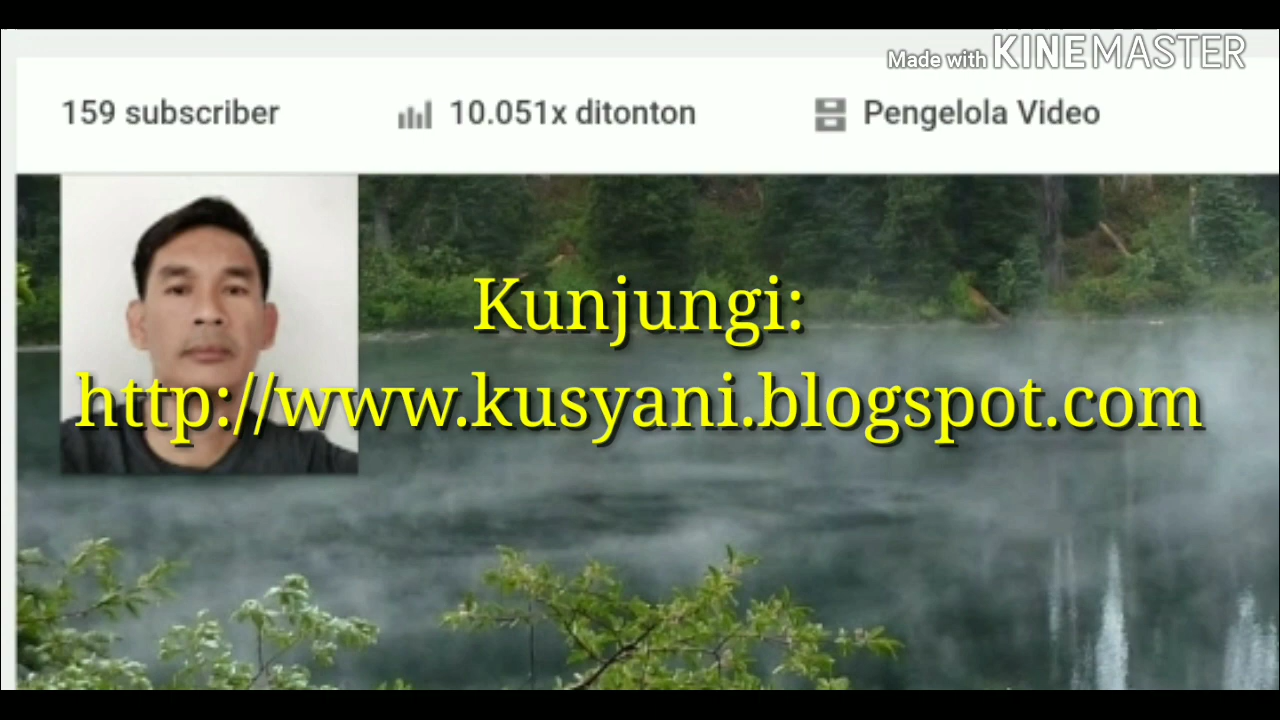 Made with KINEMASTER
159 subscriber 10.051x ditonton Pengelola Video
Kunjungi:
http://www.kusyani.blogspot.com